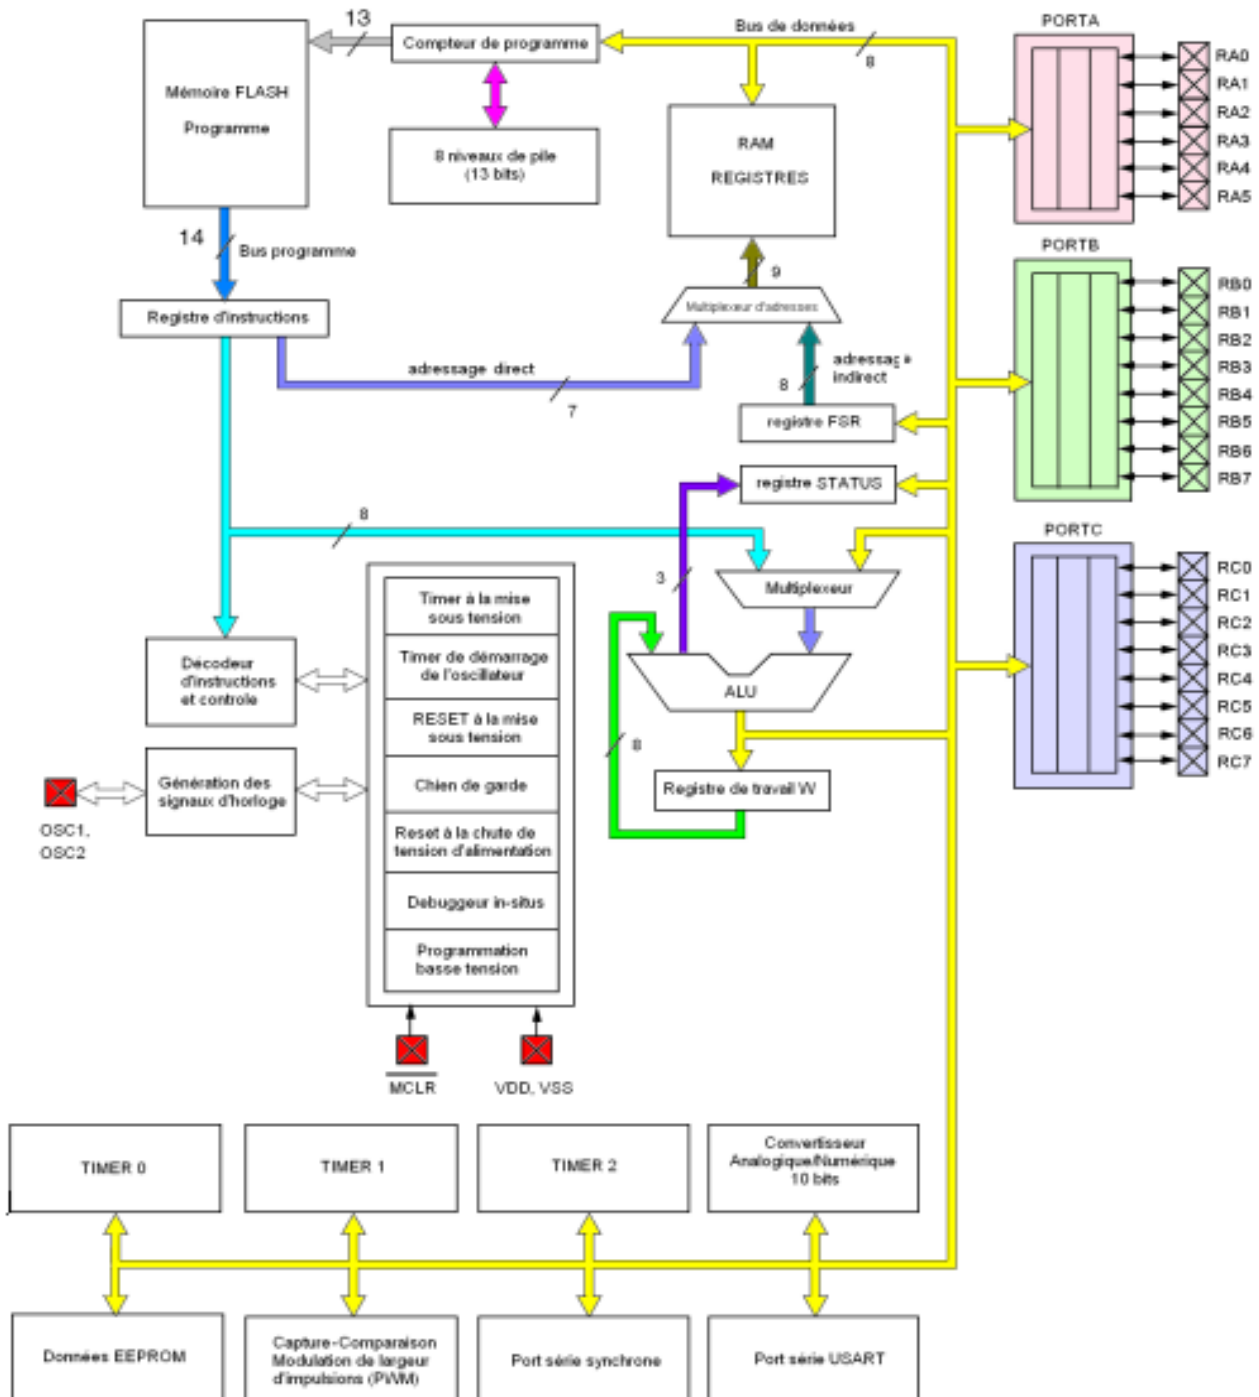 13
Compteur de programme
Bus de données
8
PORTA
Mémoire FLASH
Programme
8 niveaux de pile
(13 bits)
RAM
REGISTRES
RA0
RA1
RA2
RA3
RA4
RA5
14
Bus programme
9
Registre d'instructions
Multiplexeur d'adresses
adressage direct
7
8
adressage
indirect
registre FSR
registre STATUS
PORTB
RB0
RB1
RB2
RB3
RB4
RB5
RB6
RB7
8
3
Multiplexeur
ALU
8
Registre de travail W
PORTC
RC0
RC1
RC2
RC3
RC4
RC5
RC6
RC7
Décodeur
d'instructions
et controle
Génération des
signaux d'horloge
OSC1,
OSC2
Timer à la mise
sous tension
Timer de démarrage
de l'oscillateur
RESET à la mise
sous tension
Chien de garde
Reset à la chute de
tension d'alimentation
Debuggeur in-situs
Programmation
basse tension
MCLR
VDD, VSS
TIMER 0
TIMER 1
TIMER 2
Convertisseur
Analogique/Numérique
10 bits
Données EEPROM
Capture-Comparaison
Modulation de largeur
d'impulsions (PWM)
Port série synchrone
Port série USART